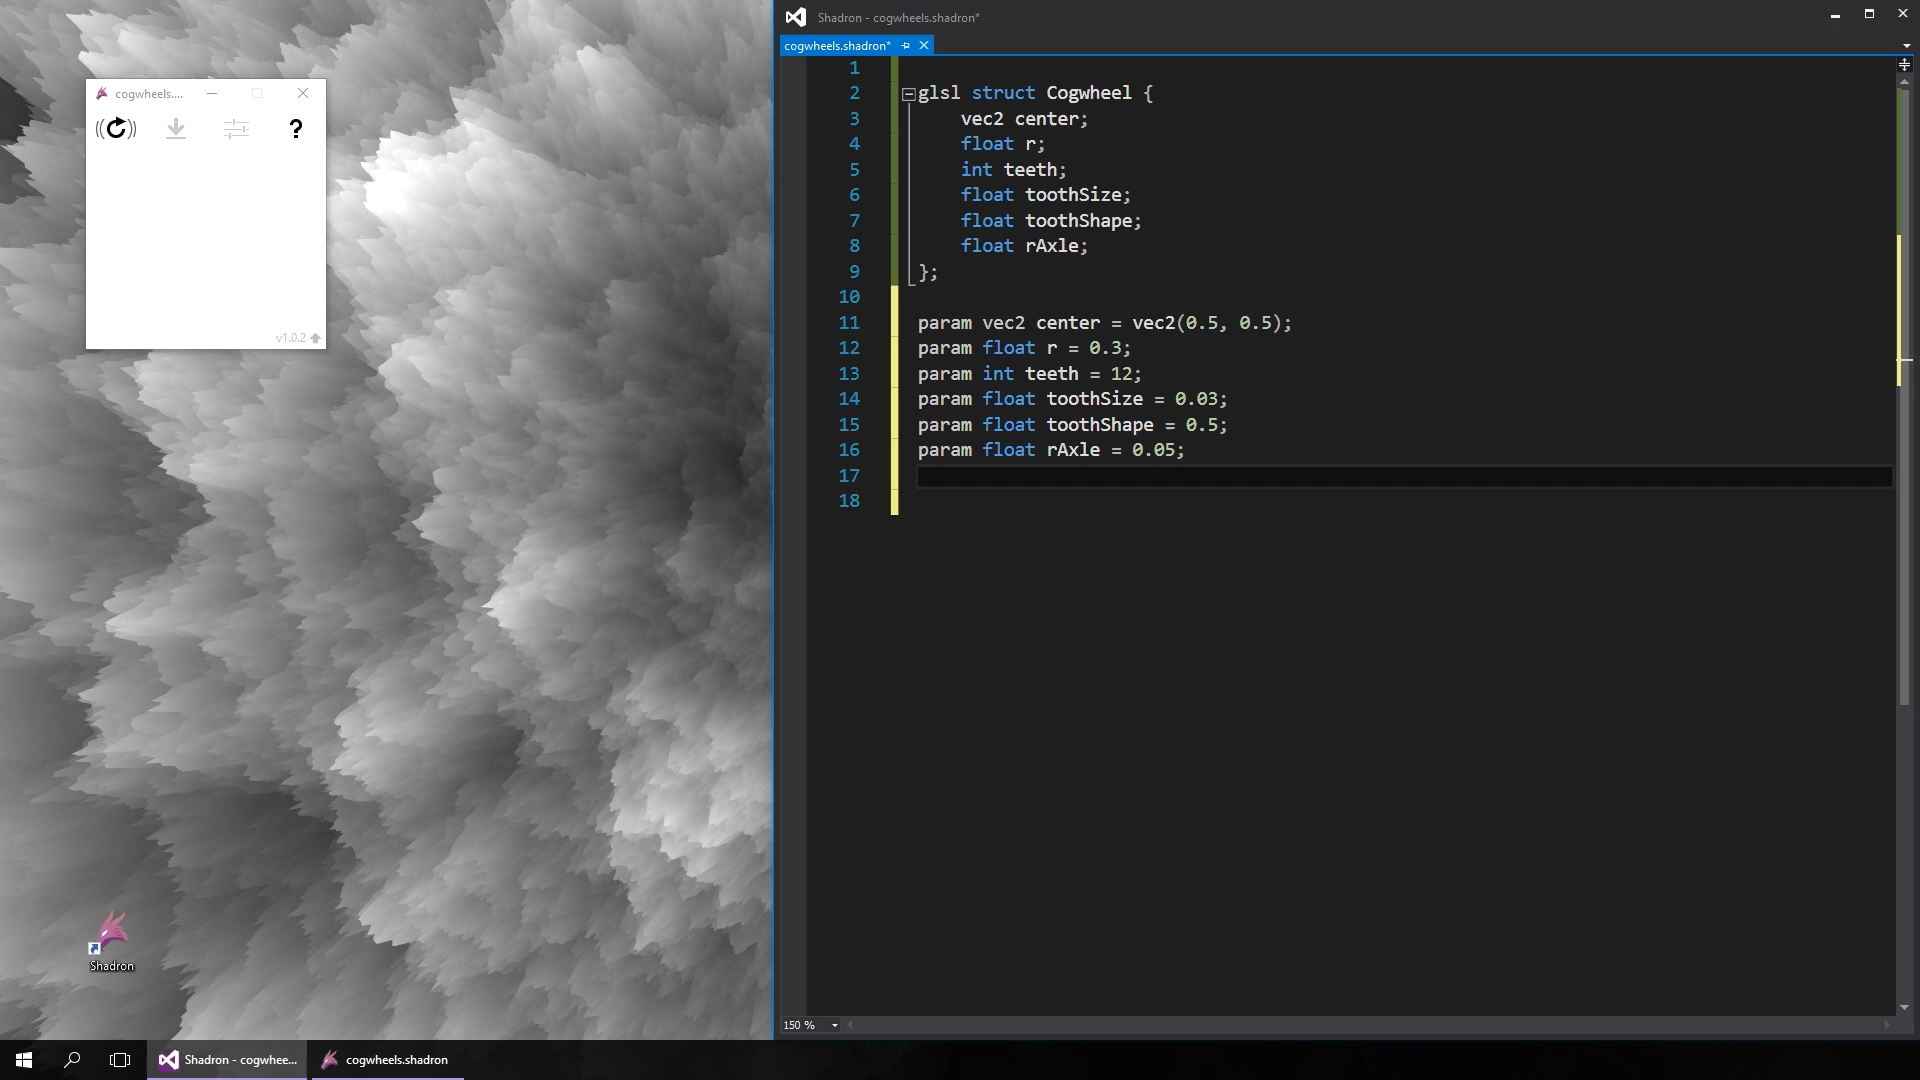 cogwheels....
((↻))
?
v1.0.2
Shadron
Shadron - cogwheels.shadron*
cogwheels.shadron*
1
2 glsl struct Cogwheel {
3 vec2 center;
4 float r;
5 int teeth;
6 float toothSize;
7 float toothShape;
8 float rAxle;
9 };
10
11 param vec2 center = vec2(0.5, 0.5);
12 param float r = 0.3;
13 param int teeth = 12;
14 param float toothSize = 0.03;
15 param float toothShape = 0.5;
16 param float rAxle = 0.05;
17
18
150 %
Shadron - cogwhee...
cogwheels.shadron